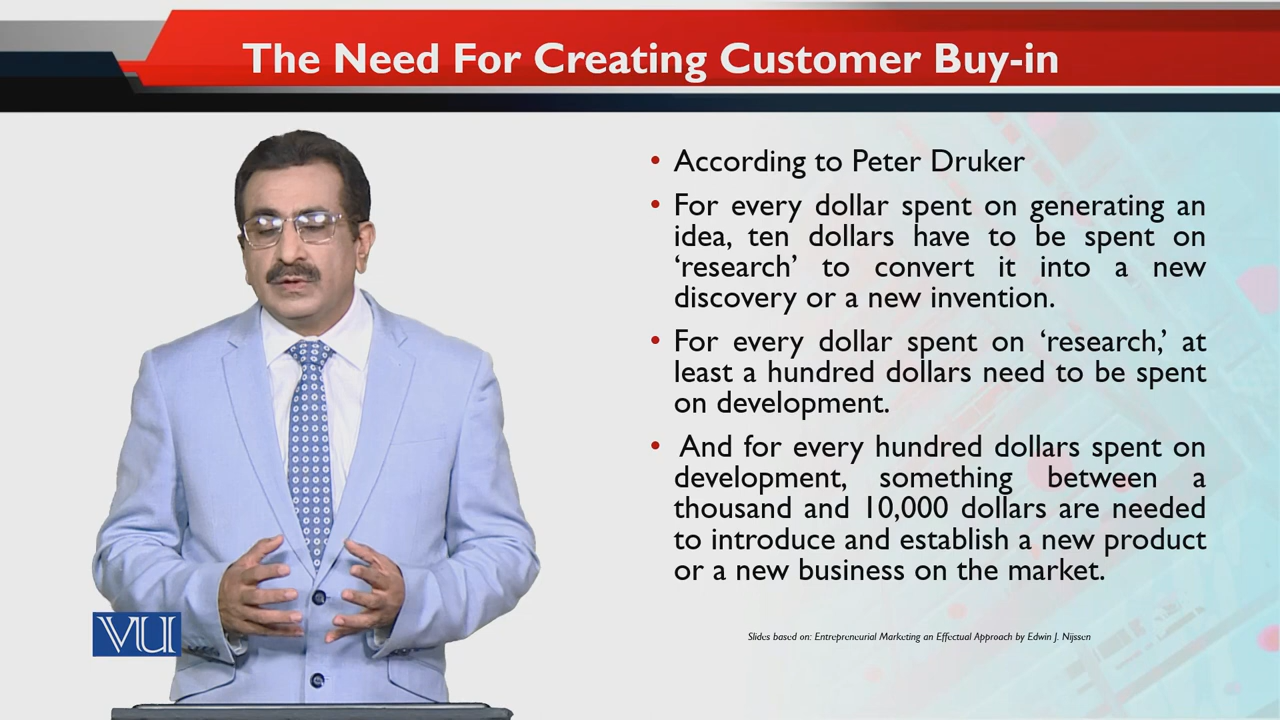 The Need For Creating Customer Buy-in
• According to Peter Druker
• For every dollar spent on generating an
idea, ten dollars have to be spent on
‘research’ to convert it into a new
discovery or a new invention.
• For every dollar spent on ‘research,’ at
least a hundred dollars need to be spent
on development.
• And for every hundred dollars spent on
development, something between a
thousand and 10,000 dollars are needed
to introduce and establish a new product
or a new business on the market.
VU
Slides based on: Entrepreneurial Marketing an Effectual Approach by Edwin J. Nijssen